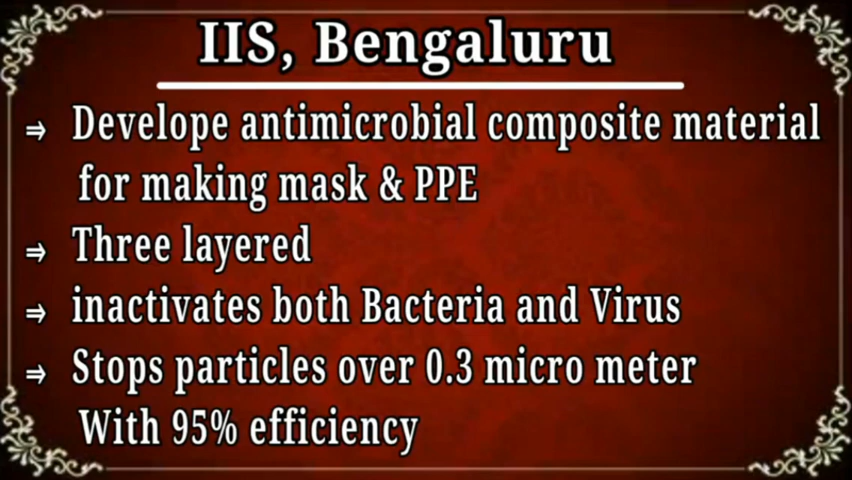 IIS, Bengaluru
⇒ Develope antimicrobial composite material
for making mask & PPE
⇒ Three layered
⇒ inactivates both Bacteria and Virus
⇒ Stops particles over 0.3 micro meter
With 95% efficiency